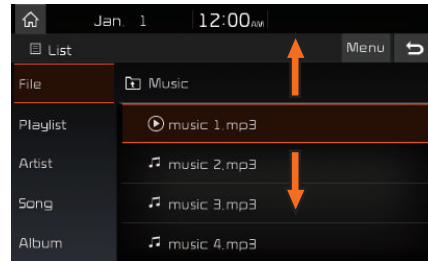 Jan. 1 12:00AM
List Menu
File Music
Playlist music 1.mp3
Artist music 2.mp3
Song music 3.mp3
Album music 4.mp3